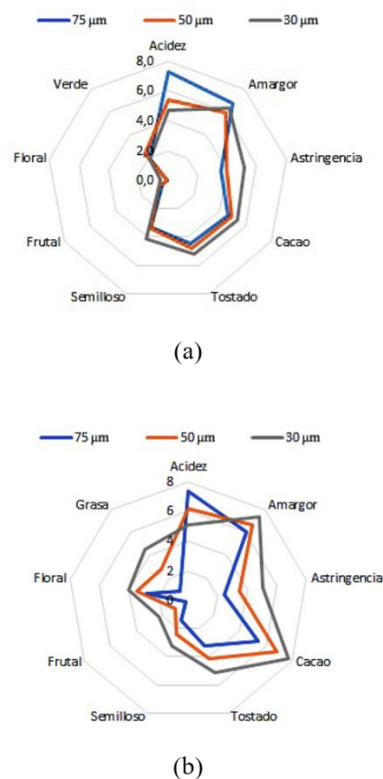 75 µm 50 µm 30 µm
Acidez
8,0
Verde Amargor
6,0
4,0
Floral 2,0 Astringencia
0,0
Frutal Cacao
Semilloso Tostado
(a)
75 µm 50 µm 30 µm
Acidez
8
Grasa Amargor
6
4
Floral 2 Astringencia
0
Frutal Cacao
Semilloso Tostado
(b)